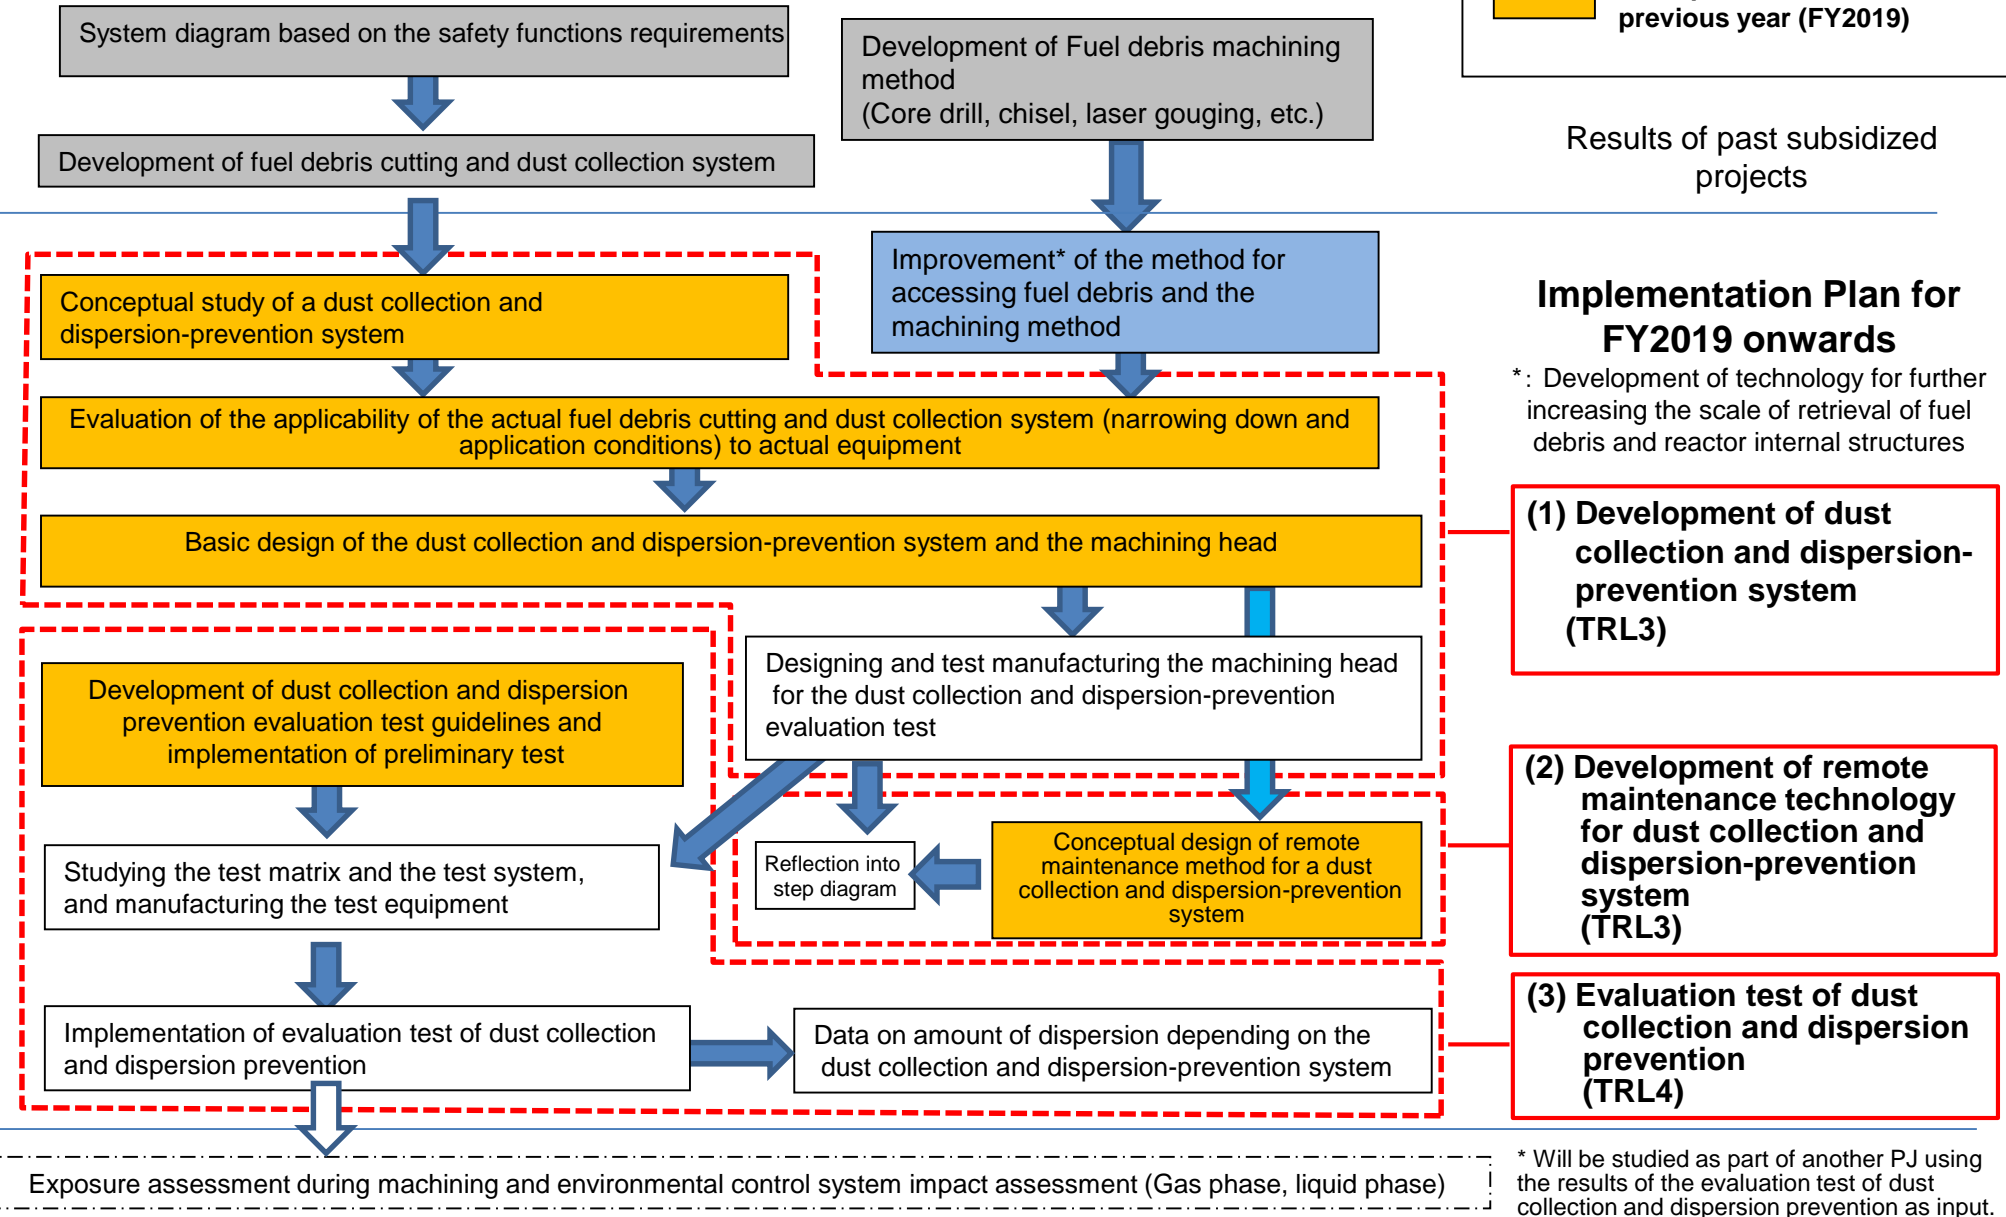 previous year (FY2019)
System diagram based on the safety functions requirements
Development of Fuel debris machining
method
(Core drill, chisel, laser gouging, etc.)
Development of fuel debris cutting and dust collection system
Results of past subsidized
projects
Improvement* of the method for
accessing fuel debris and the
machining method
Conceptual study of a dust collection and
dispersion-prevention system
Implementation Plan for
FY2019 onwards
*: Development of technology for further
increasing the scale of retrieval of fuel
debris and reactor internal structures
Evaluation of the applicability of the actual fuel debris cutting and dust collection system (narrowing down and
application conditions) to actual equipment
Basic design of the dust collection and dispersion-prevention system and the machining head
(1) Development of dust
collection and dispersion-
prevention system
(TRL3)
Designing and test manufacturing the machining head
for the dust collection and dispersion-prevention
evaluation test
Development of dust collection and dispersion
prevention evaluation test guidelines and
implementation of preliminary test
(2) Development of remote
maintenance technology
for dust collection and
dispersion-prevention
system
(TRL3)
Studying the test matrix and the test system,
and manufacturing the test equipment
Reflection into
step diagram
Conceptual design of remote
maintenance method for a dust
collection and dispersion-prevention
system
(3) Evaluation test of dust
collection and dispersion
prevention
(TRL4)
Implementation of evaluation test of dust collection
and dispersion prevention
Data on amount of dispersion depending on the
dust collection and dispersion-prevention system
Exposure assessment during machining and environmental control system impact assessment (Gas phase, liquid phase)
* Will be studied as part of another PJ using
the results of the evaluation test of dust
collection and dispersion prevention as input.